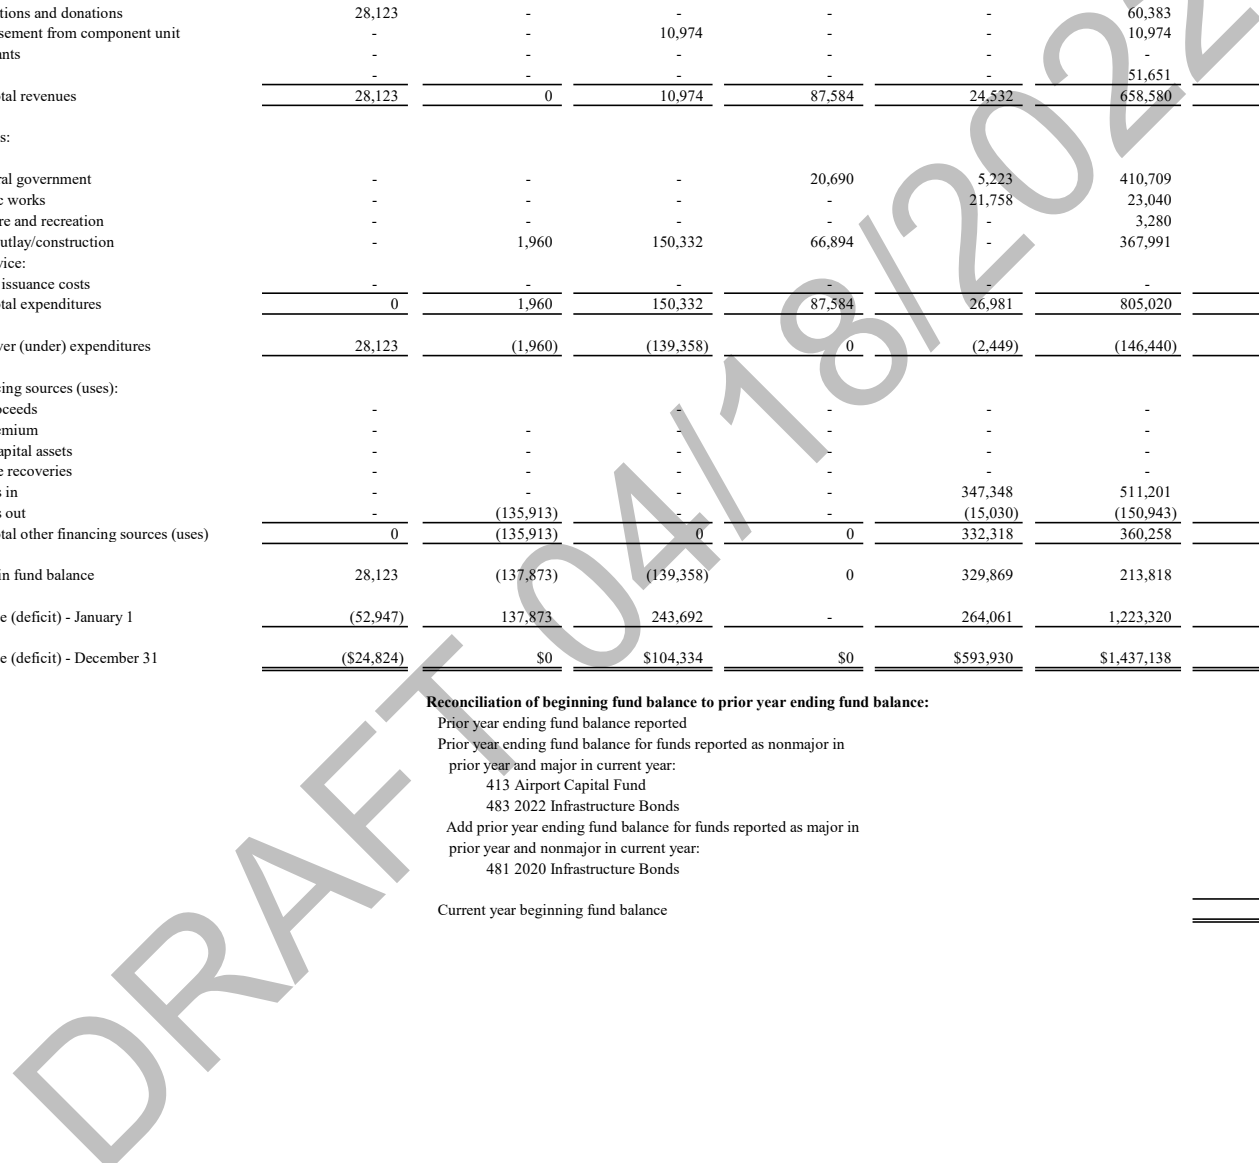 tions and donations 28,123 - - - - 60,383
sement from component unit - - 10,974 - - 10,974
nts - - - - - -
- - - - - 51,651
tal revenues 28,123 0 10,974 87,584 24,532 658,580
s:
ral government - - - 20,690 5,223 410,709
c works - - - - 21,758 23,040
re and recreation - - - - - 3,280
utlay/construction - 1,960 150,332 66,894 - 367,991
vice:
issuance costs - - - - - -
tal expenditures 0 1,960 150,332 87,584 26,981 805,020
ver (under) expenditures 28,123 (1,960) (139,358) 0 (2,449) (146,440)
ing sources (uses):
oceeds - - - - -
emium - - - - - -
apital assets - - - - - -
e recoveries - - - - - -
s in - - - - 347,348 511,201
s out - (135,913) - - (15,030) (150,943)
tal other financing sources (uses) 0 (135,913) 0 0 332,318 360,258
in fund balance 28,123 (137,873) (139,358) 0 329,869 213,818
e (deficit) - January 1 (52,947) 137,873 243,692 - 264,061 1,223,320
e (deficit) - December 31 ($24,824) $0 $104,334 $0 $593,930 $1,437,138
Reconciliation of beginning fund balance to prior year ending fund balance:
Prior year ending fund balance reported
Prior year ending fund balance for funds reported as nonmajor in
prior year and major in current year:
413 Airport Capital Fund
483 2022 Infrastructure Bonds
Add prior year ending fund balance for funds reported as major in
prior year and nonmajor in current year:
481 2020 Infrastructure Bonds
Current year beginning fund balance
DRAFT 04/18/2022